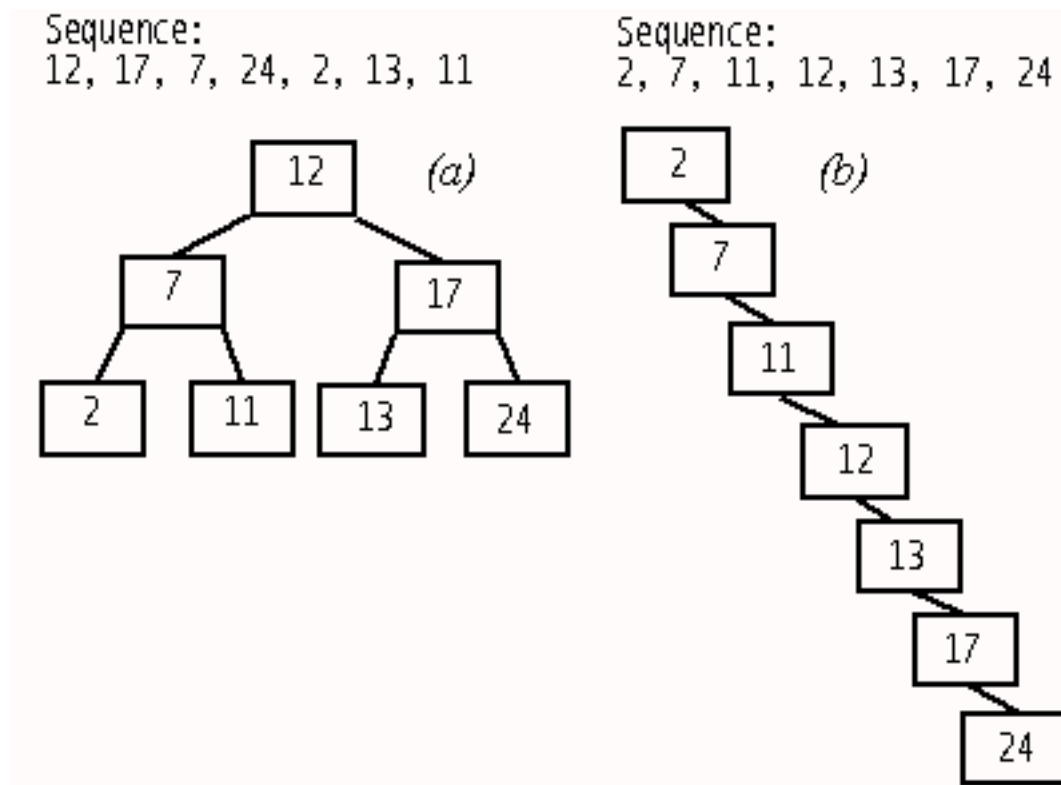 Sequence:
12, 17, 7, 24, 2, 13, 11
12
(a)
7
17
2
11
13
24
Sequence:
2, 7, 11, 12, 13, 17, 24
2
(b)
7
11
12
13
17
24